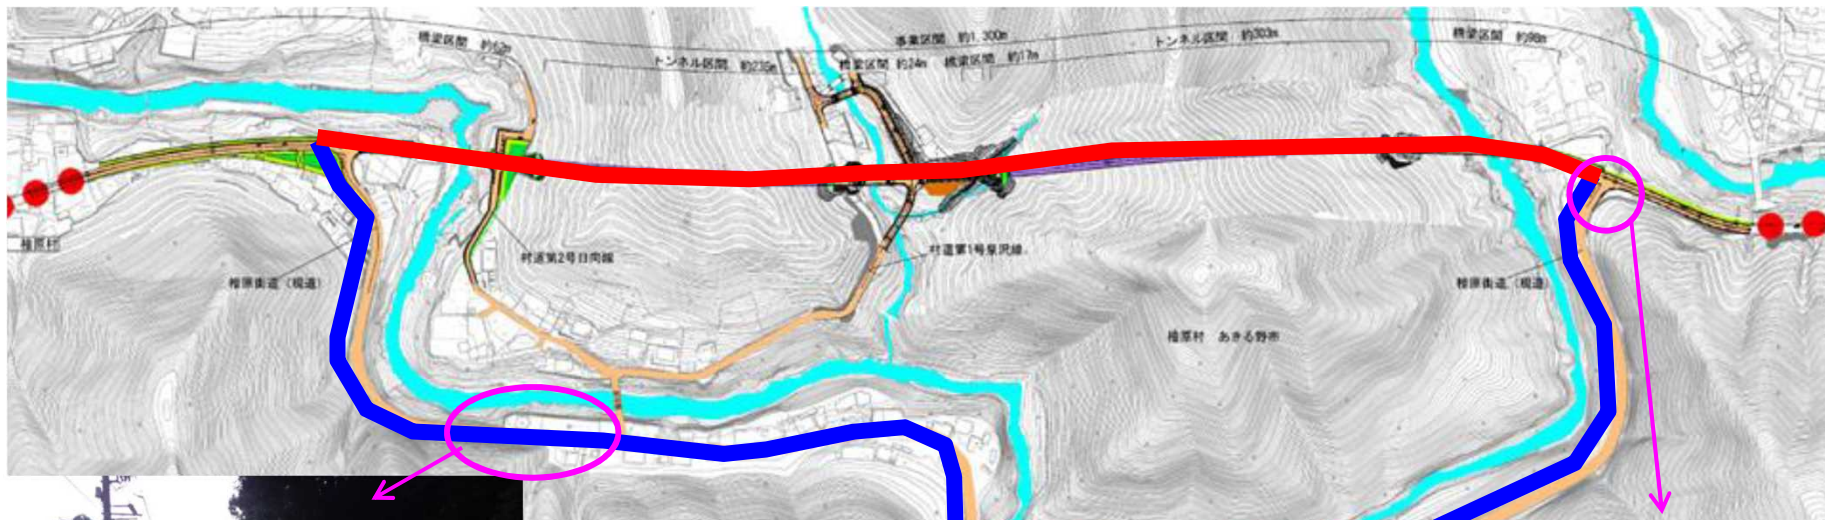 事業区間 約1,300m
橋梁区間 約62m
トンネル区間 約235m
橋梁区間 約24m
橋梁区間 約17m
トンネル区間 約303m
橋梁区間 約98m
檜原村
檜原街道（現道）
村道第2号日向線
村道第1号泉沢線
檜原村 あきる野市
檜原街道（現道）